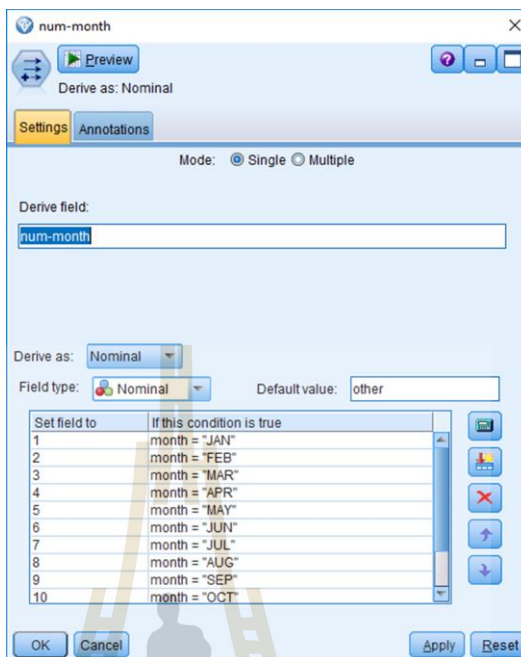 num-month
Preview
Derive as: Nominal
Settings Annotations
Mode: Single Multiple
Derive field:
num-month
Derive as: Nominal
Field type: Nominal Default value: other
Set field to If this condition is true
1 month = "JAN"
2 month = "FEB"
3 month = "MAR"
4 month = "APR"
5 month = "MAY"
6 month = "JUN"
7 month = "JUL"
8 month = "AUG"
9 month = "SEP"
10 month = "OCT"
OK Cancel Apply Reset